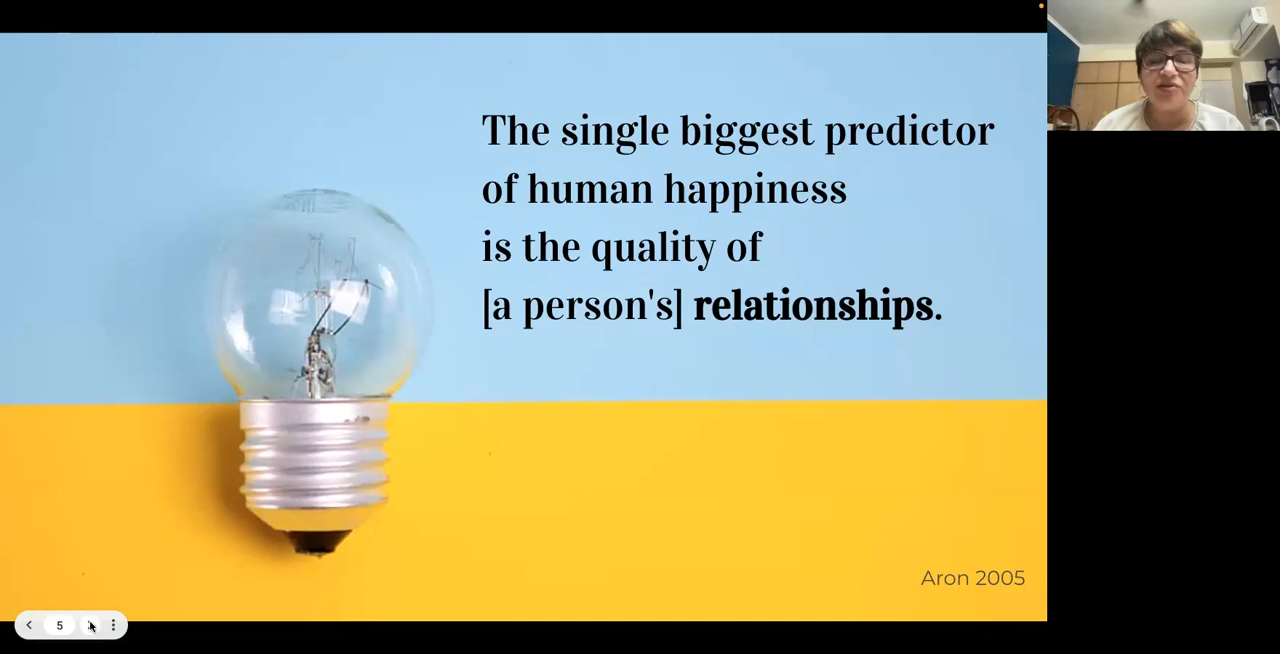 The single biggest predictor
of human happiness
is the quality of
[a person's] relationships.
Aron 2005
5